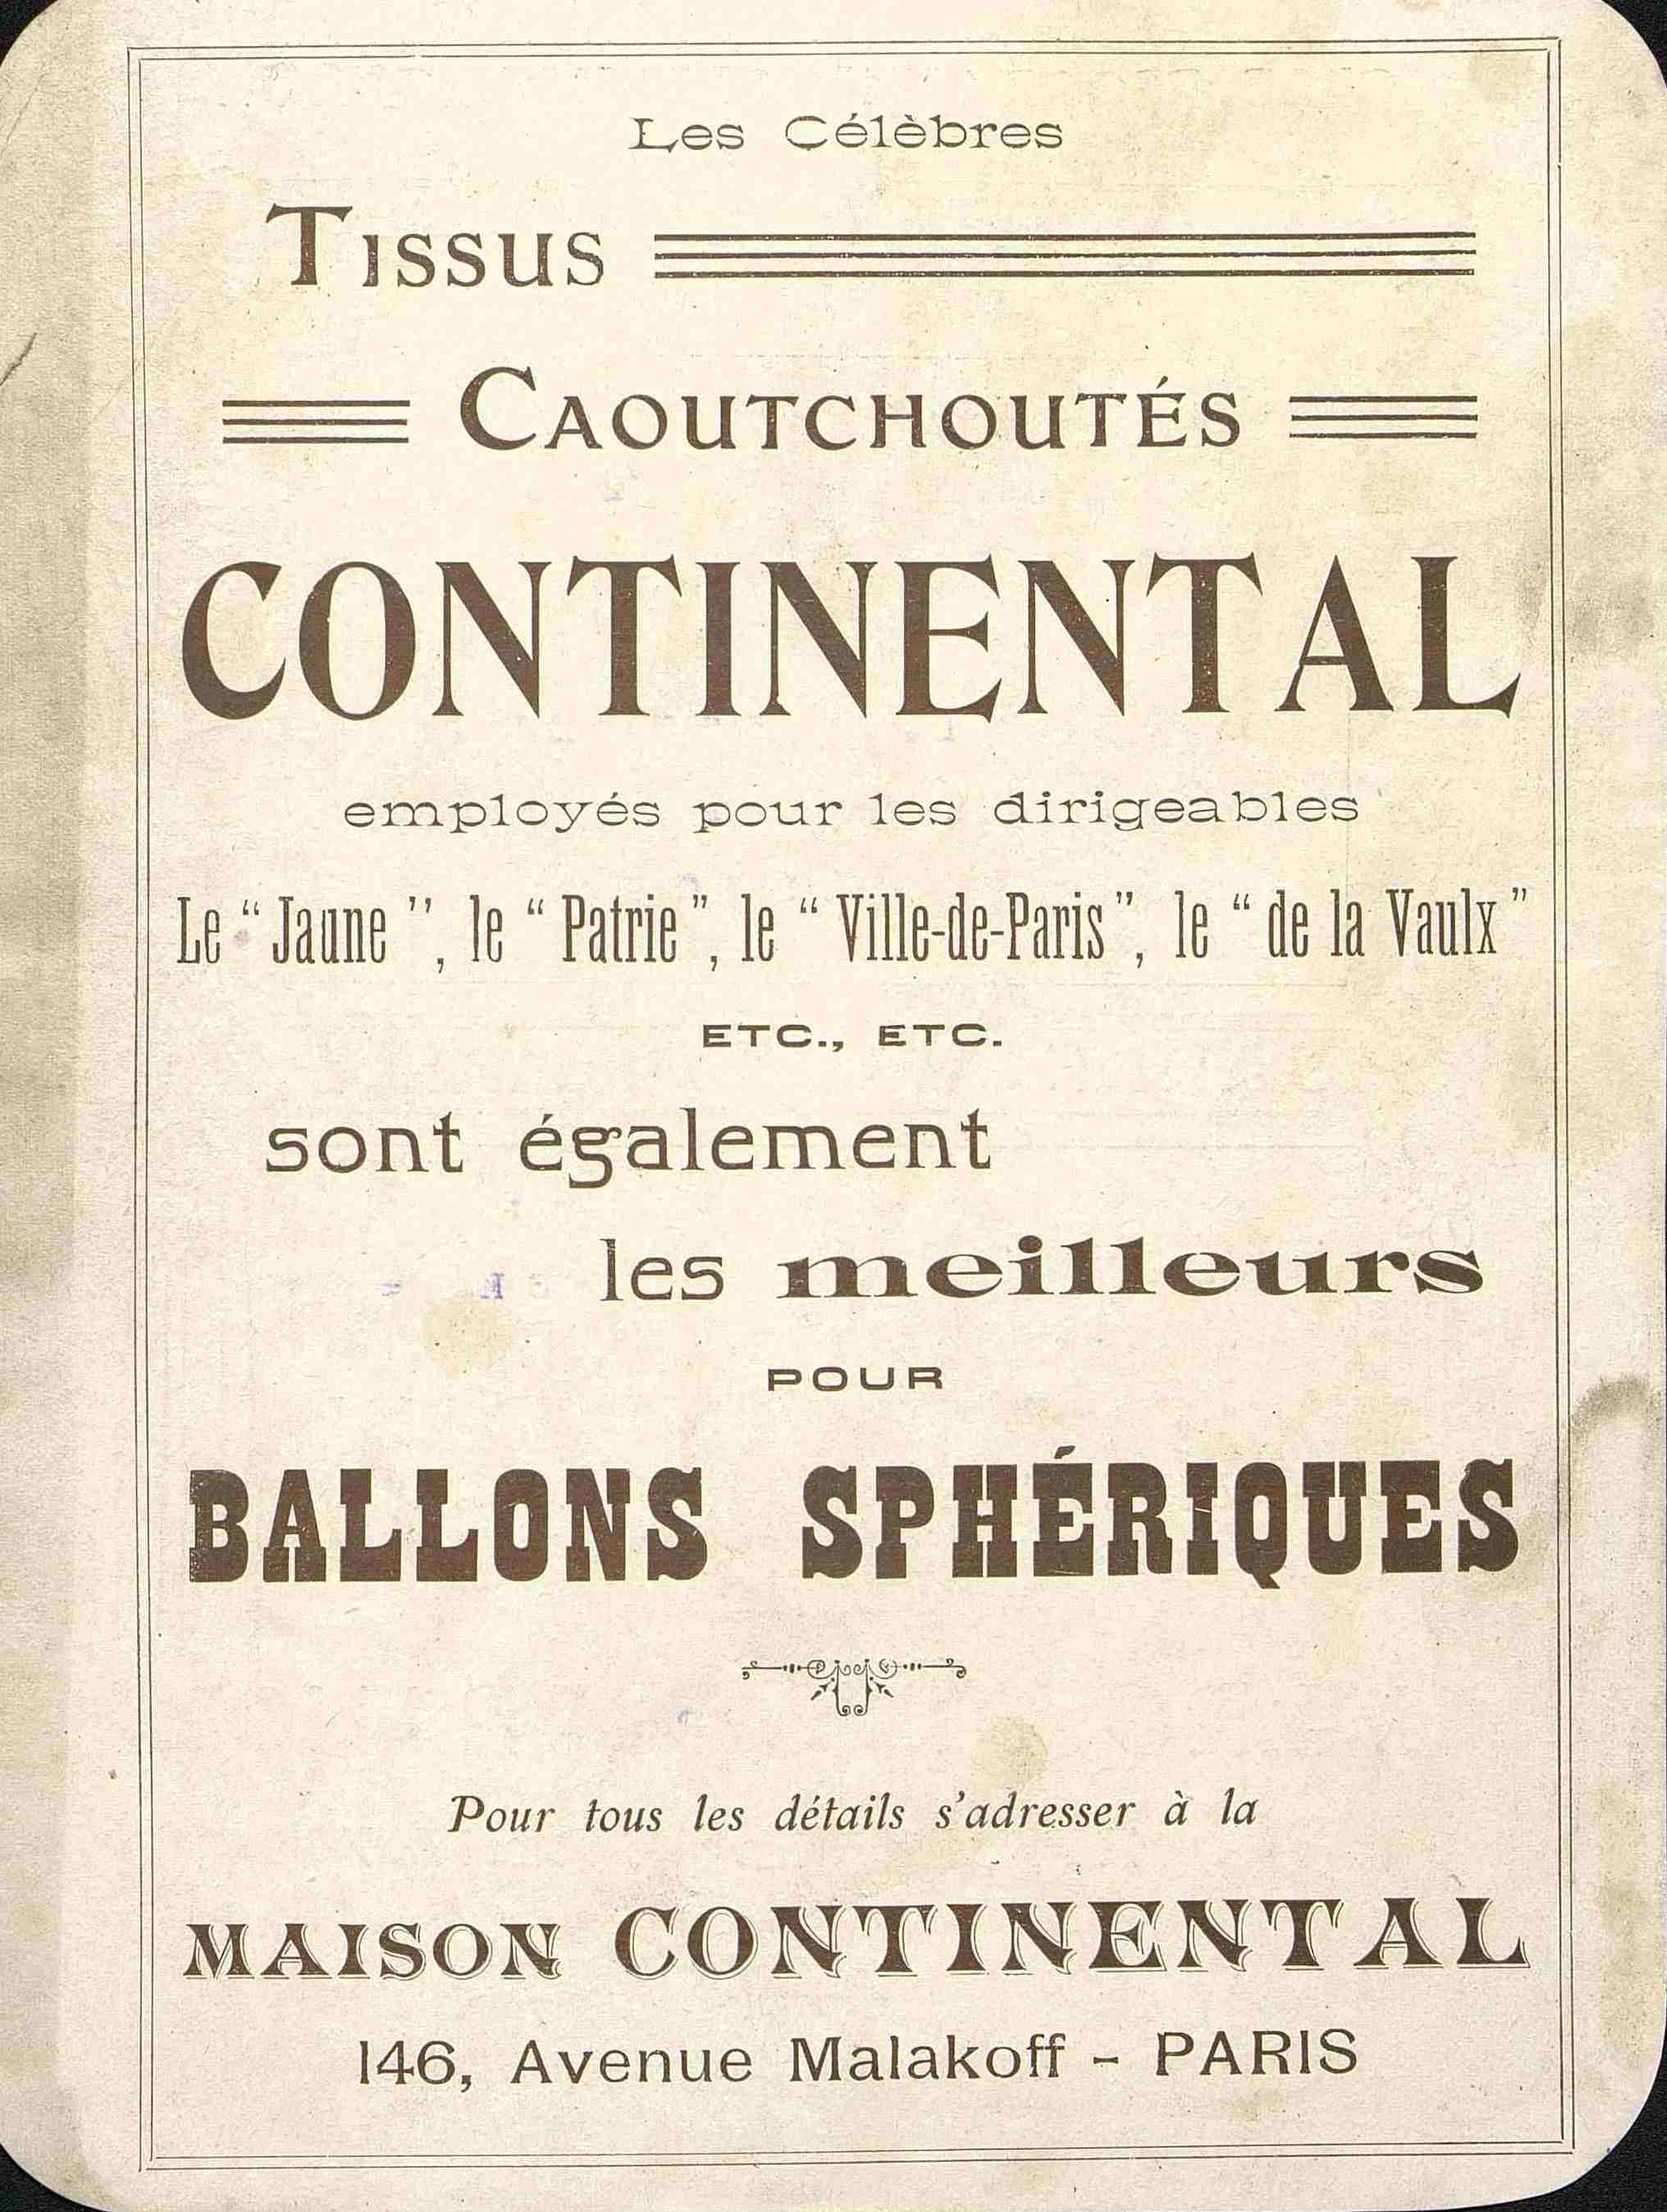 Les Célèbres
Tissus
Caoutchoutés
CONTINENTAL
employés pour les dirigeables
Le “ Jaune ”, le “ Patrie ”, le “ Ville-de-Paris ”, le “ de la Vaulx ”
ETC., ETC.
sont également
les meilleurs
POUR
BALLONS SPHÉRIQUES
Pour tous les détails s'adresser à la
MAISON CONTINENTAL
146, Avenue Malakoff - PARIS